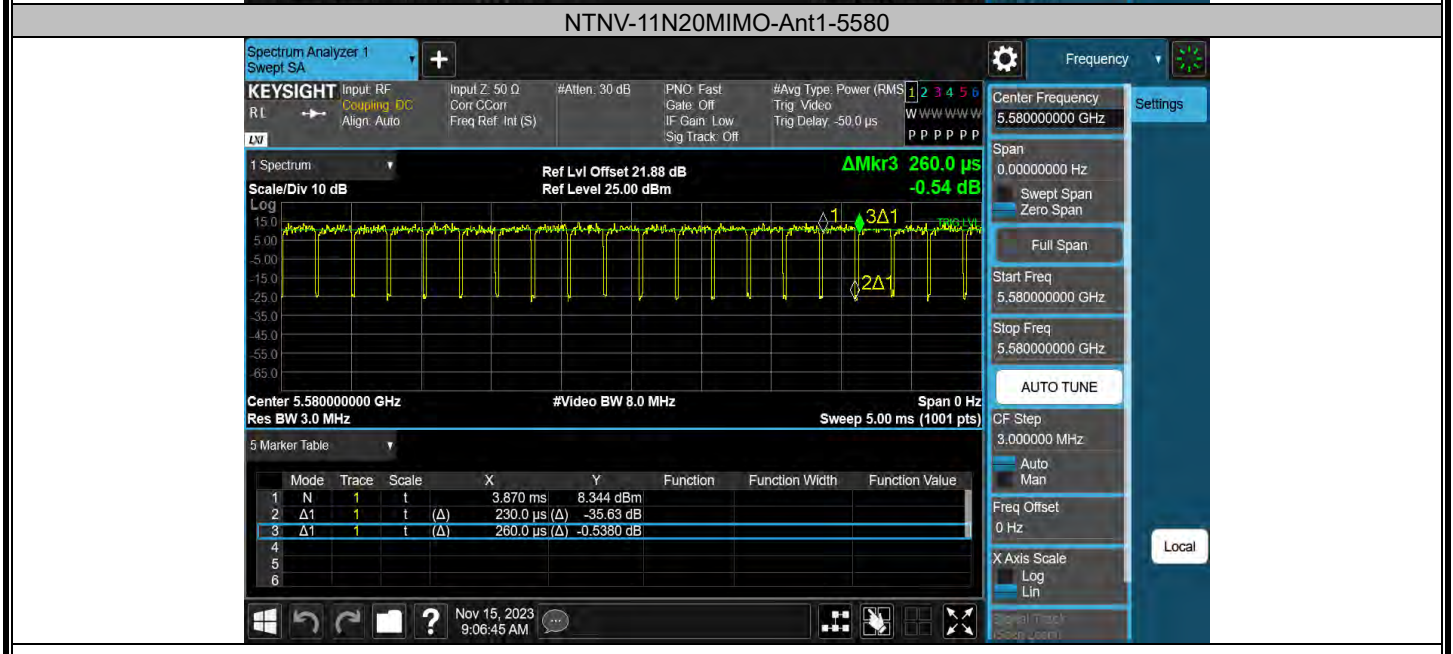 NTNV-11N20MIMO-Ant1-5580
Spectrum Analyzer 1
Swept SA
+
Frequency
KEYSIGHT
RL
LXI
Input: RF
Coupling: DC
Align: Auto
Input Z: 50 Ω
Corr CCorr
Freq Ref: Int (S)
#Atten: 30 dB
PNO: Fast
Gate: Off
IF Gain: Low
Sig Track: Off
#Avg Type: Power (RMS
Trig: Video
Trig Delay: -50.0 µs
1 2 3 4 5 6
W W W W W W
P P P P P P
1 Spectrum
Scale/Div 10 dB
Ref Lvl Offset 21.88 dB
Ref Level 25.00 dBm
ΔMkr3 260.0 µs
-0.54 dB
Log
15.0
5.00
-5.00
-15.0
-25.0
-35.0
-45.0
-55.0
-65.0
1
3Δ1
TRIG LVL
2Δ1
Center 5.580000000 GHz
#Video BW 8.0 MHz
Span 0 Hz
Res BW 3.0 MHz
Sweep 5.00 ms (1001 pts)
5 Marker Table
Mode Trace Scale X Y Function Function Width Function Value
1 N 1 t 3.870 ms 8.344 dBm
2 Δ1 1 t (Δ) 230.0 µs (Δ) -35.63 dB
3 Δ1 1 t (Δ) 260.0 µs (Δ) -0.5380 dB
4
5
6
?
Nov 15, 2023
9:06:45 AM
Center Frequency
5.580000000 GHz
Settings
Span
0.00000000 Hz
Swept Span
Zero Span
Full Span
Start Freq
5.580000000 GHz
Stop Freq
5.580000000 GHz
AUTO TUNE
CF Step
3.000000 MHz
Auto
Man
Freq Offset
0 Hz
X Axis Scale
Log
Lin
Local
Signal Track
(Span Zoom)